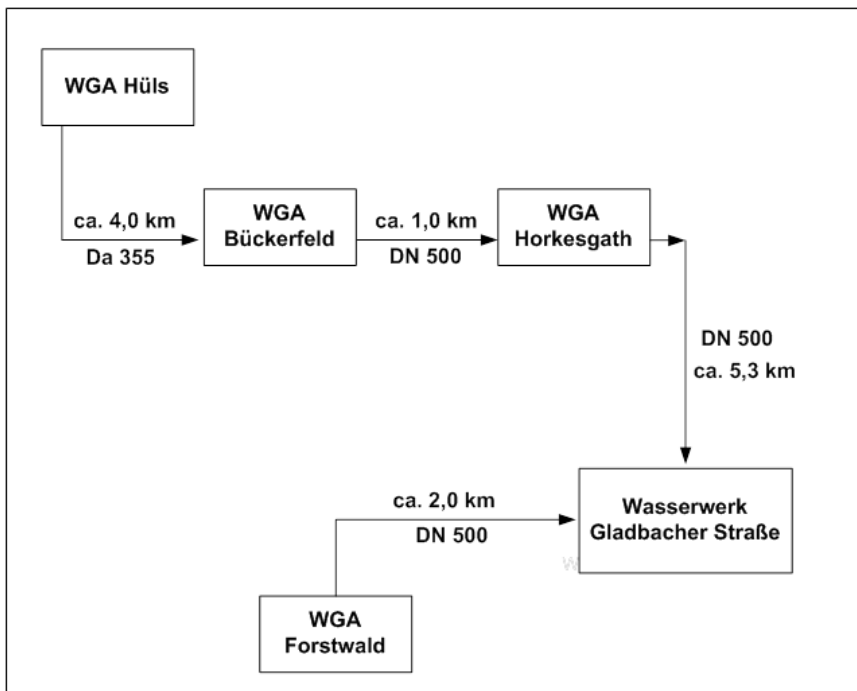 WGA Hüls
ca. 4,0 km
Da 355
WGA
Bückerfeld
ca. 1,0 km
DN 500
WGA
Horkesgath
DN 500
ca. 5,3 km
ca. 2,0 km
DN 500
Wasserwerk
Gladbacher Straße
WGA
Forstwald